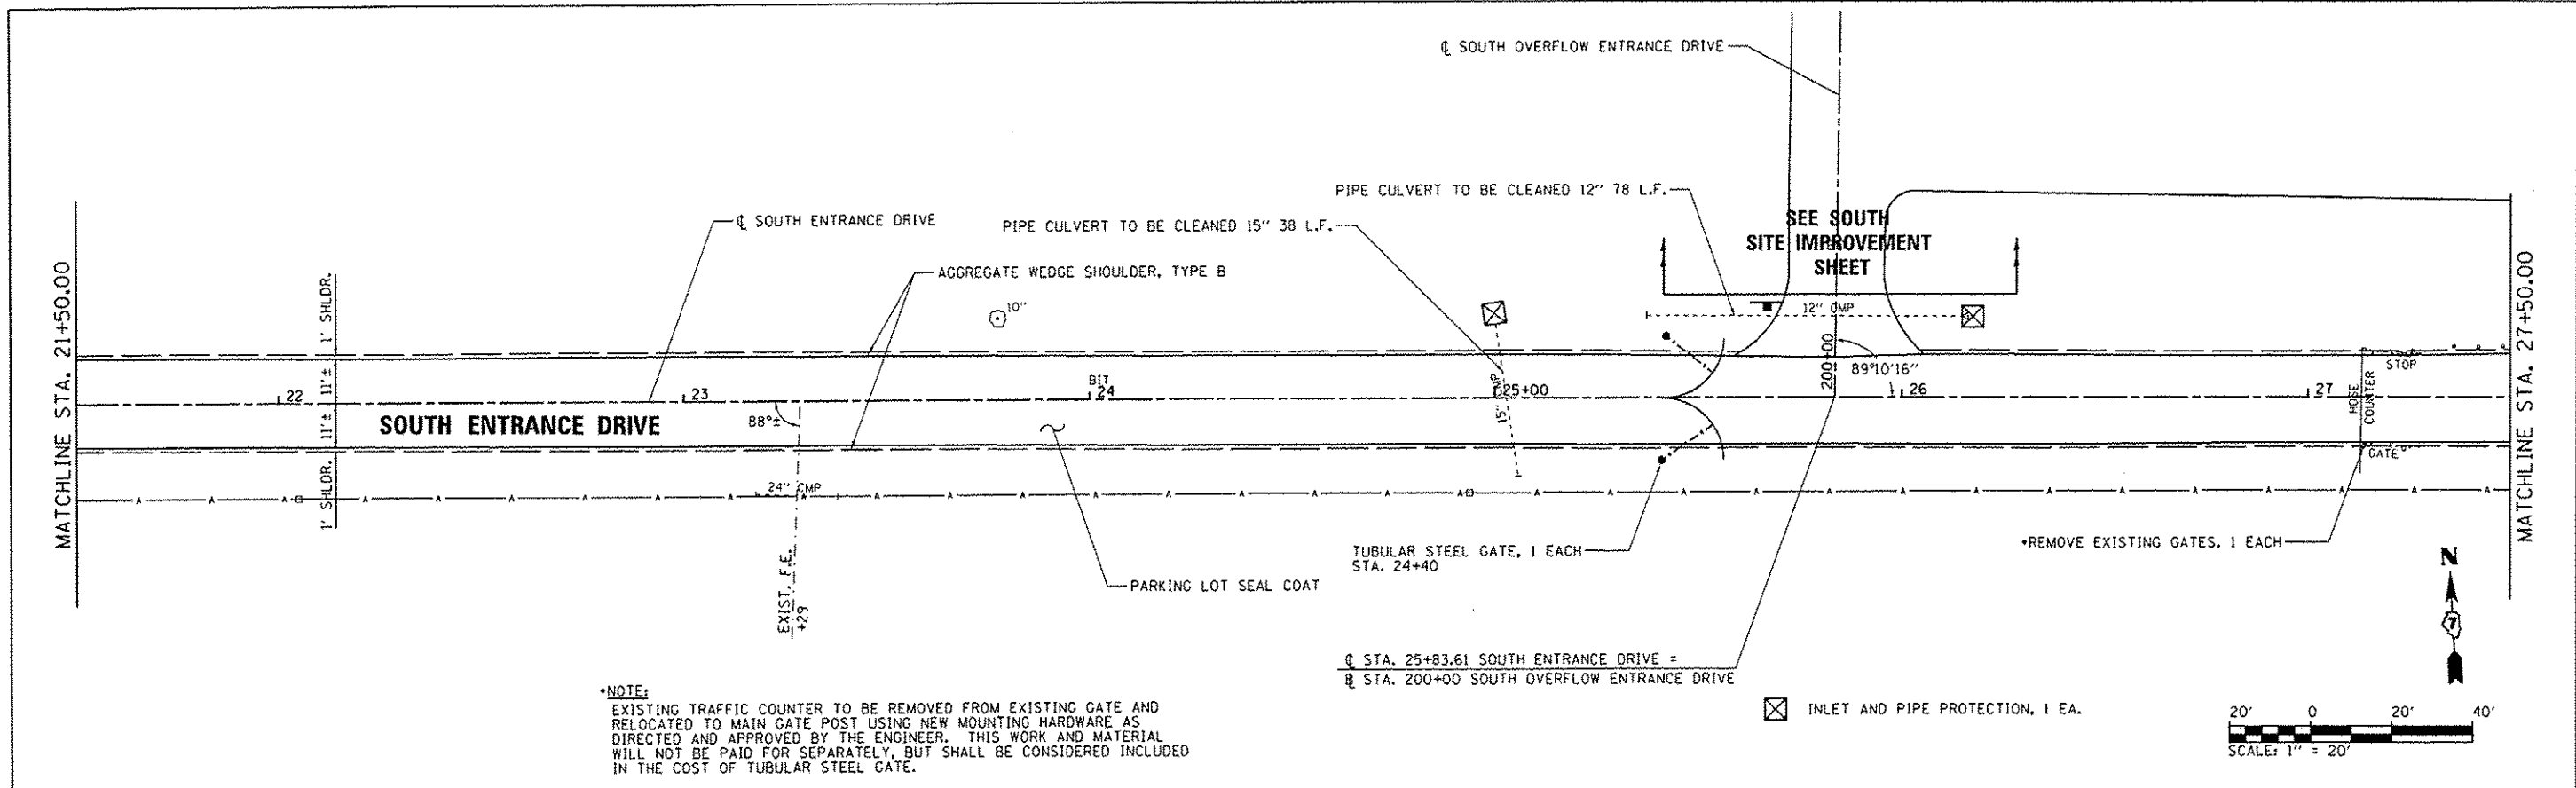 ℄ SOUTH OVERFLOW ENTRANCE DRIVE
PIPE CULVERT TO BE CLEANED 12" 78 L.F.
℄ SOUTH ENTRANCE DRIVE
PIPE CULVERT TO BE CLEANED 15" 38 L.F.
SEE SOUTH
SITE IMPROVEMENT
SHEET
AGGREGATE WEDGE SHOULDER, TYPE B
MATCHLINE STA. 21+50.00
1' SHLDR.
11'±
11'±
1' SHLDR.
10"
12" CMP
200+00
89°10'16"
STOP
HOSE
COUNTER
GATE
MATCHLINE STA. 27+50.00
22
23
BIT
24
25+00
26
27
SOUTH ENTRANCE DRIVE
88°±
15" CMP
24" CMP
EXIST. F.E.
+29
TUBULAR STEEL GATE, 1 EACH
STA. 24+40
*REMOVE EXISTING GATES, 1 EACH
PARKING LOT SEAL COAT
N
7
℄ STA. 25+83.61 SOUTH ENTRANCE DRIVE =
BL STA. 200+00 SOUTH OVERFLOW ENTRANCE DRIVE
*NOTE:
EXISTING TRAFFIC COUNTER TO BE REMOVED FROM EXISTING GATE AND
RELOCATED TO MAIN GATE POST USING NEW MOUNTING HARDWARE AS
DIRECTED AND APPROVED BY THE ENGINEER. THIS WORK AND MATERIAL
WILL NOT BE PAID FOR SEPARATELY, BUT SHALL BE CONSIDERED INCLUDED
IN THE COST OF TUBULAR STEEL GATE.
INLET AND PIPE PROTECTION, 1 EA.
20' 0 20' 40'
SCALE: 1" = 20'